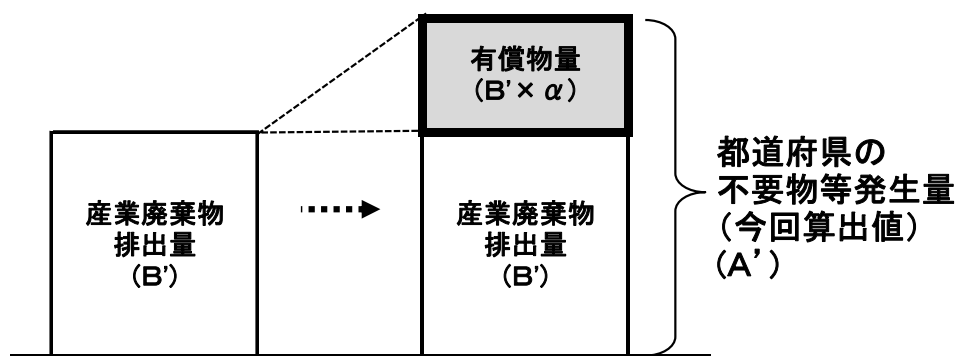 有償物量
（B'× α）
産業廃棄物
排出量
（B'）
産業廃棄物
排出量
（B'）
都道府県の
不要物等発生量
（今回算出値）
（A'）